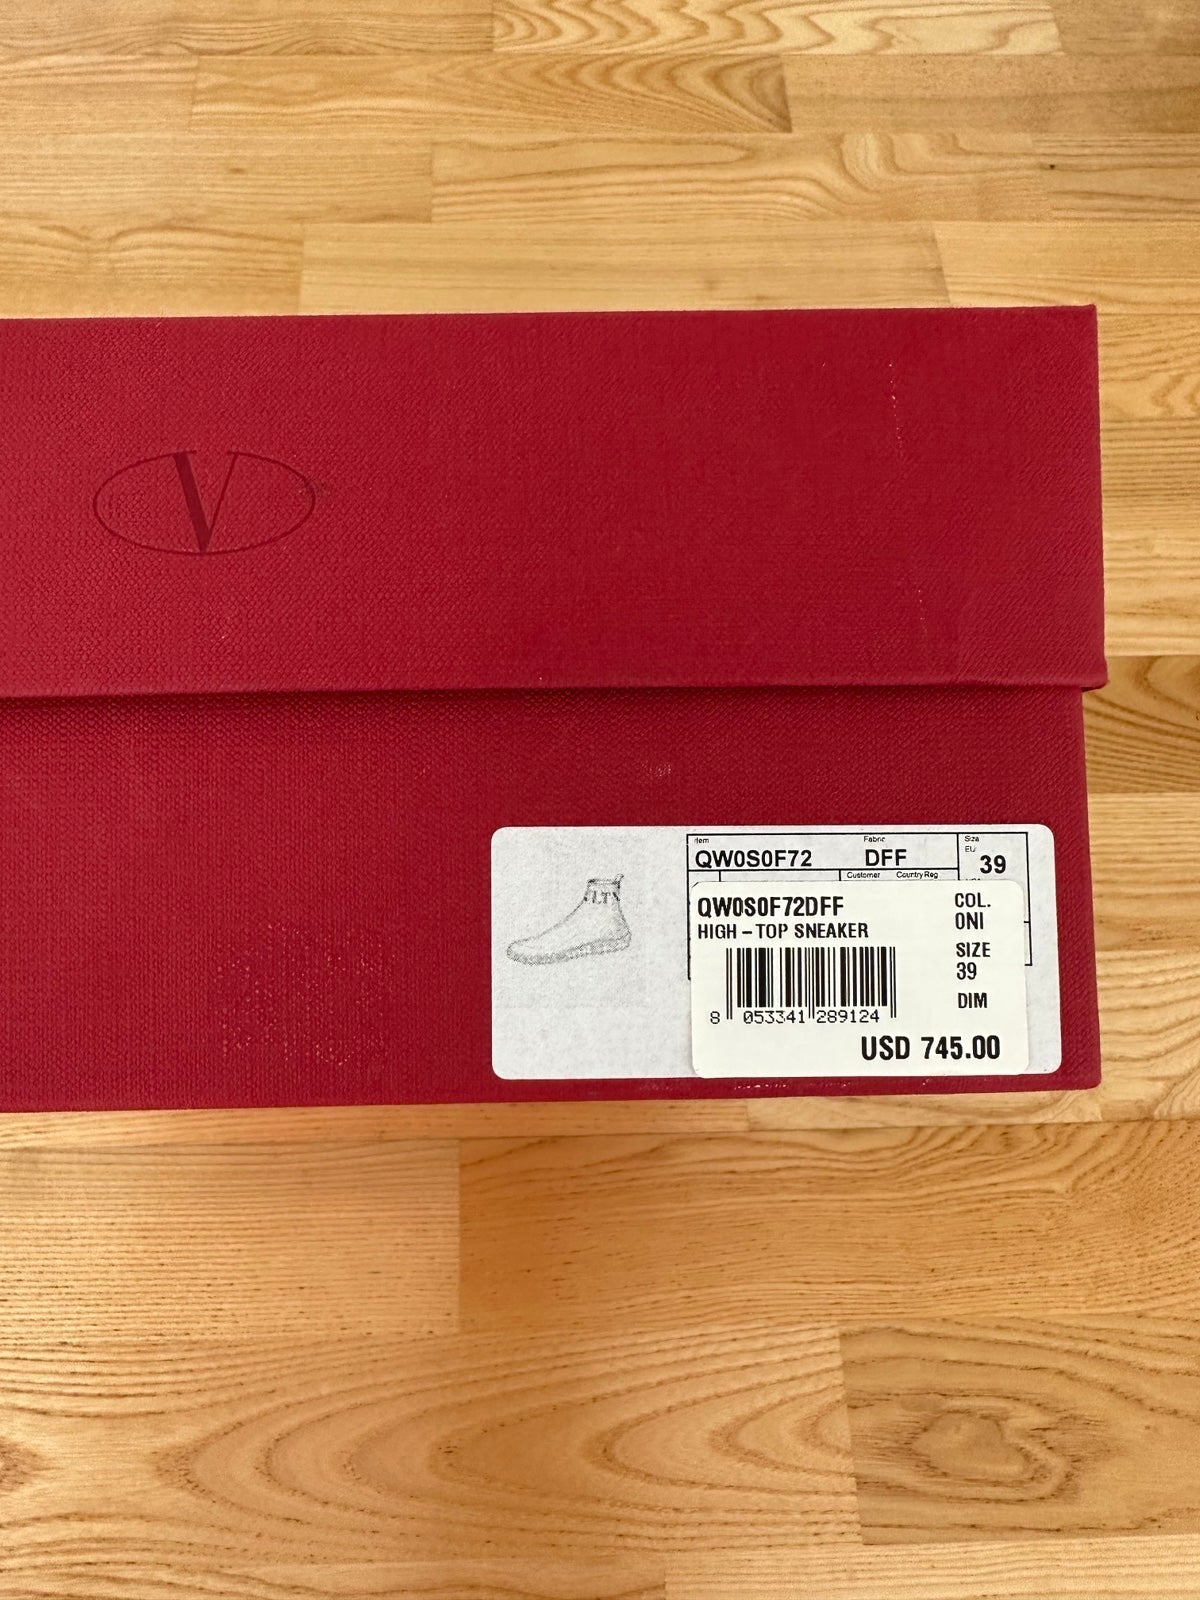 V
Item
Fabric
Size
QW0S0F72
DFF
EU
39
Customer
Country Reg
QW0S0F72DFF
COL.
HIGH – TOP SNEAKER
0NI
SIZE
39
DIM
8 053341 289124
USD 745.00